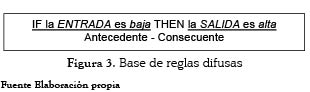 IF la ENTRADA es baja THEN la SALIDA es alta
Antecedente - Consecuente
Figura 3. Base de reglas difusas
Fuente Elaboración propia